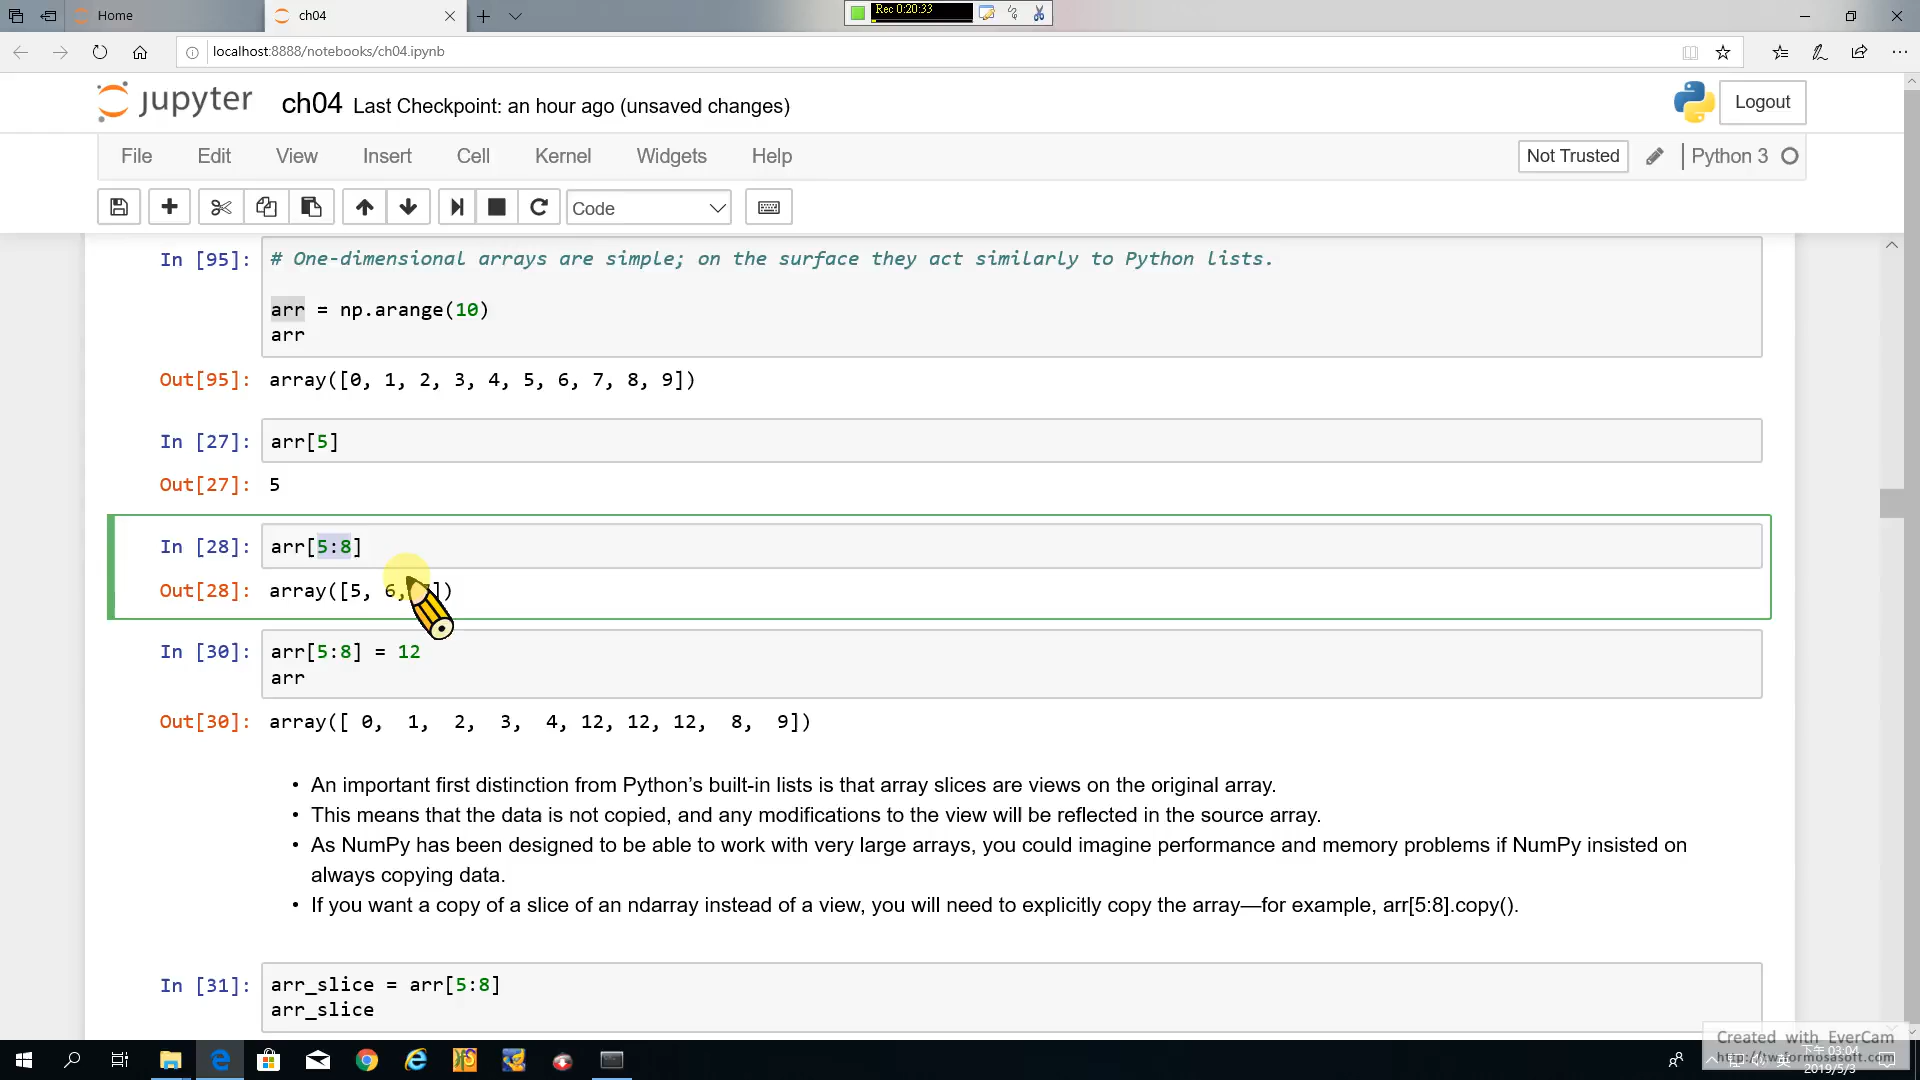 Home
ch04
Rec 0:20:33
localhost:8888/notebooks/ch04.ipynb
jupyter ch04 Last Checkpoint: an hour ago (unsaved changes)
Logout
File Edit View Insert Cell Kernel Widgets Help
Not Trusted
Python 3
Code
In [95]: # One-dimensional arrays are simple; on the surface they act similarly to Python lists.
arr = np.arange(10)
arr
Out[95]: array([0, 1, 2, 3, 4, 5, 6, 7, 8, 9])
In [27]: arr[5]
Out[27]: 5
In [28]: arr[5:8]
Out[28]: array([5, 6, ])
In [30]: arr[5:8] = 12
arr
Out[30]: array([ 0, 1, 2, 3, 4, 12, 12, 12, 8, 9])
• An important first distinction from Python’s built-in lists is that array slices are views on the original array.
• This means that the data is not copied, and any modifications to the view will be reflected in the source array.
• As NumPy has been designed to be able to work with very large arrays, you could imagine performance and memory problems if NumPy insisted on
always copying data.
• If you want a copy of a slice of an ndarray instead of a view, you will need to explicitly copy the array—for example, arr[5:8].copy().
In [31]: arr_slice = arr[5:8]
arr_slice
Created with EverCam
http://tw.formosasoft.com
下午 03:04
2019/5/3